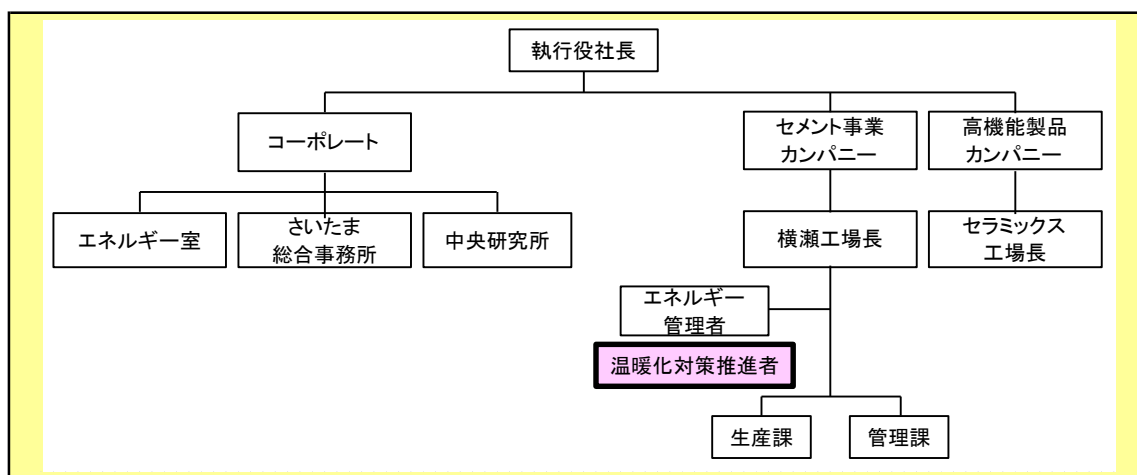 執行役社長
コーポレート
セメント事業
カンパニー
高機能製品
カンパニー
エネルギー室
さいたま
総合事務所
中央研究所
横瀬工場長
セラミックス
工場長
エネルギー
管理者
温暖化対策推進者
生産課
管理課